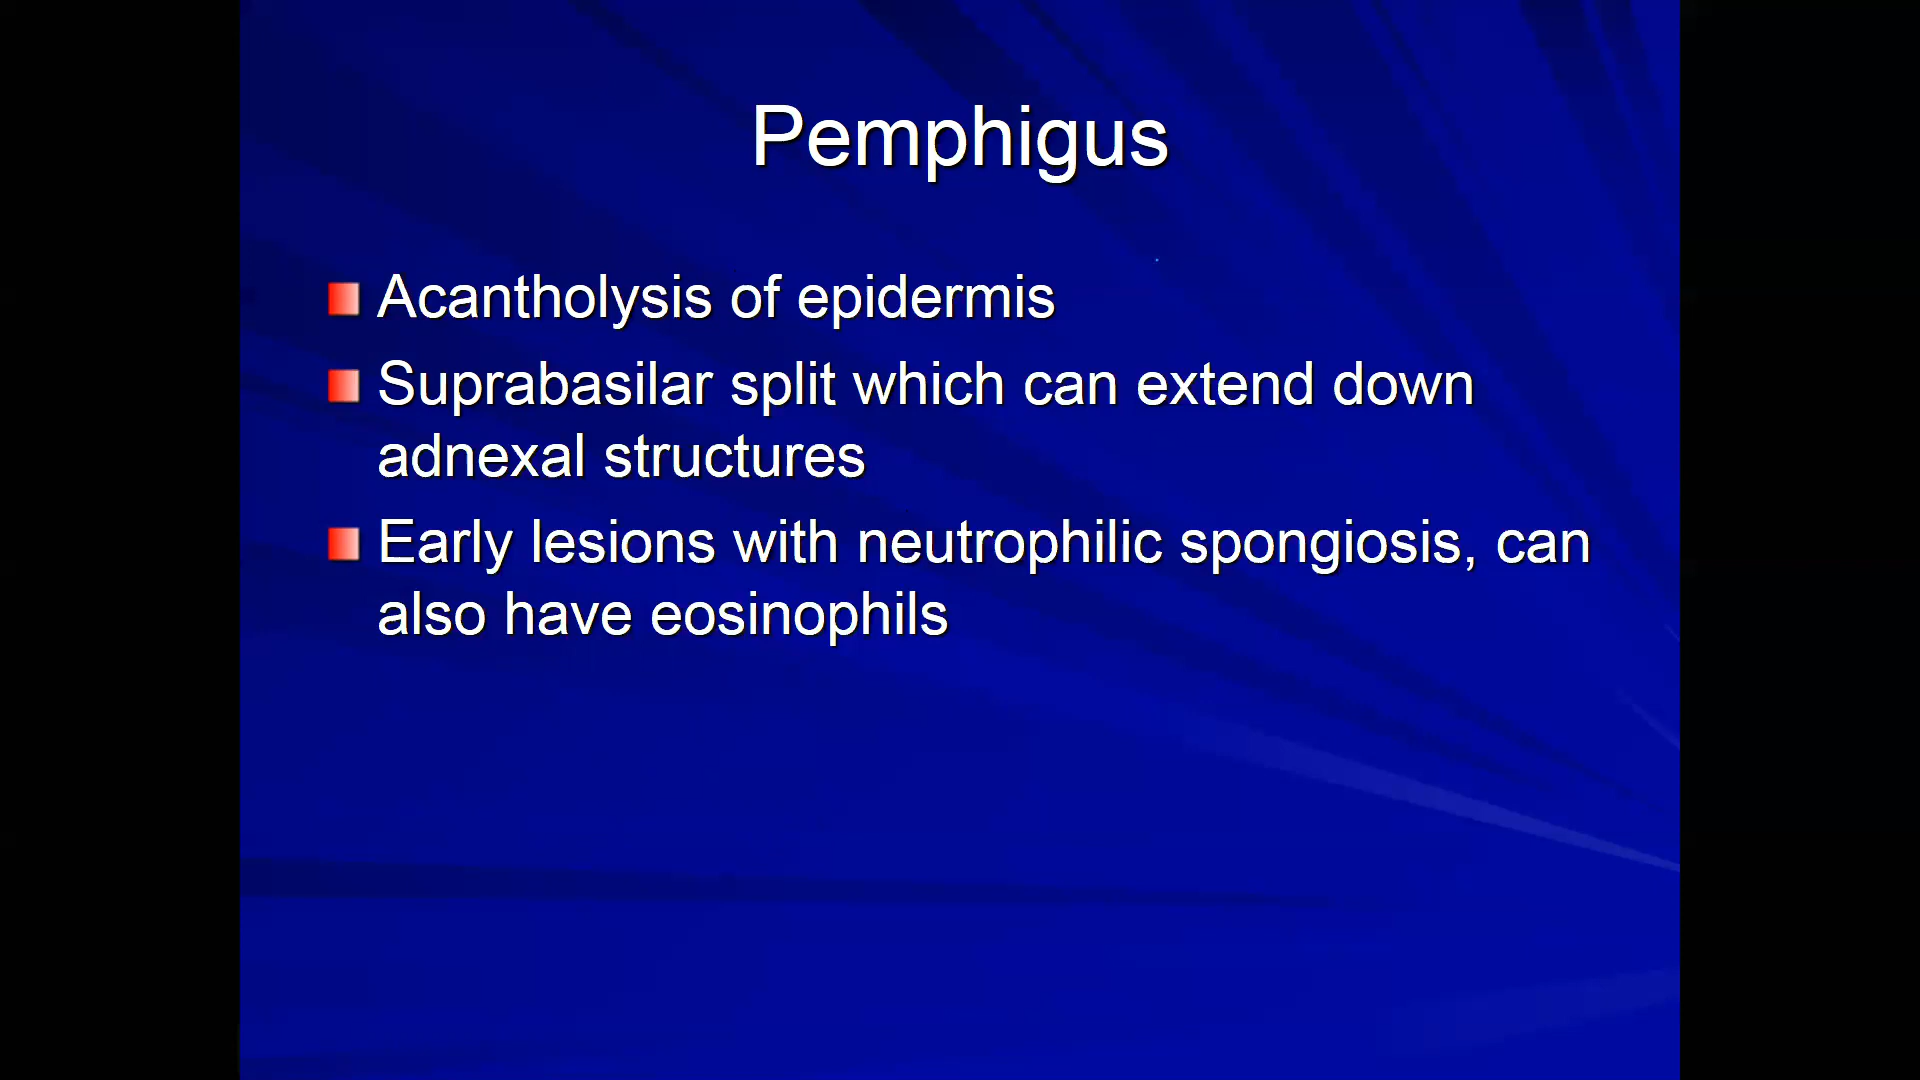 Pemphigus
Acantholysis of epidermis
Suprabasilar split which can extend down
adnexal structures
Early lesions with neutrophilic spongiosis, can
also have eosinophils